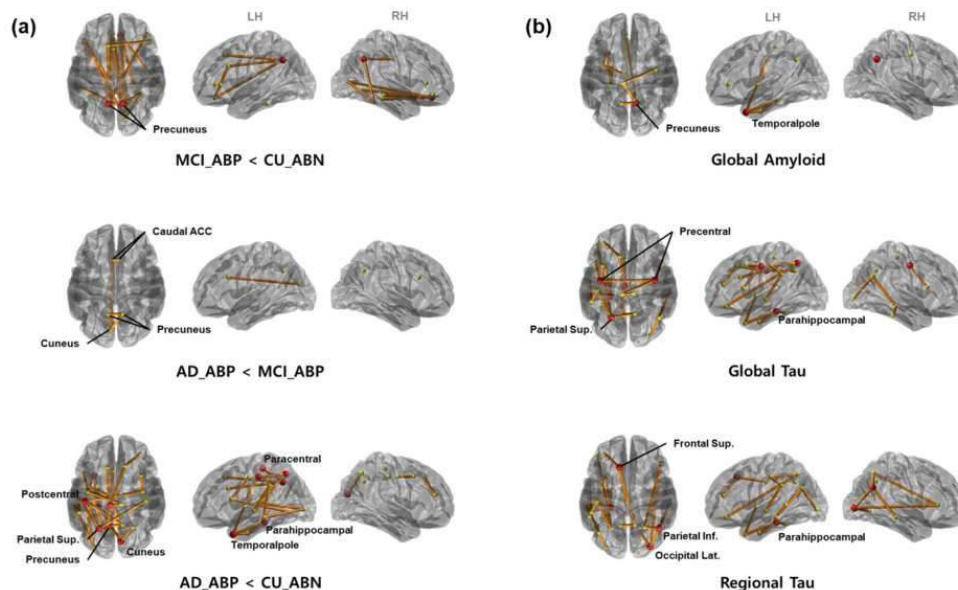 (a)
LH
RH
Precuneus
MCI_ABP < CU_ABN
Caudal ACC
Cuneus
Precuneus
AD_ABP < MCI_ABP
Paracentral
Postcentral
Parahippocampal
Parietal Sup.
Temporalpole
Cuneus
Precuneus
AD_ABP < CU_ABN
(b)
LH
RH
Precuneus
Temporalpole
Global Amyloid
Precentral
Parietal Sup.
Parahippocampal
Global Tau
Frontal Sup.
Parietal Inf.
Parahippocampal
Occipital Lat.
Regional Tau